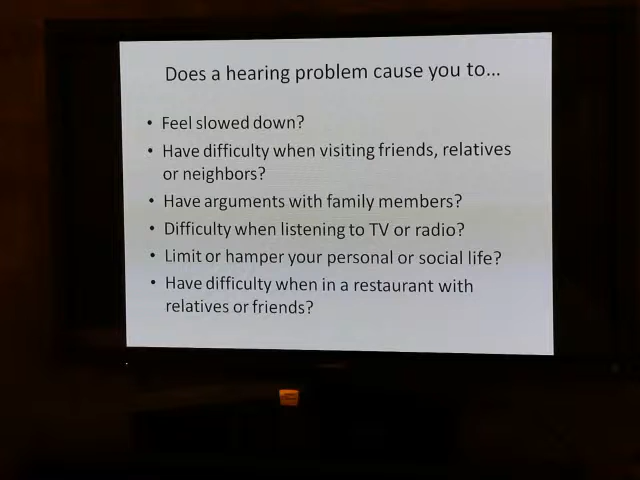 Does a hearing problem cause you to...
• Feel slowed down?
• Have difficulty when visiting friends, relatives
or neighbors?
• Have arguments with family members?
• Difficulty when listening to TV or radio?
• Limit or hamper your personal or social life?
• Have difficulty when in a restaurant with
relatives or friends?